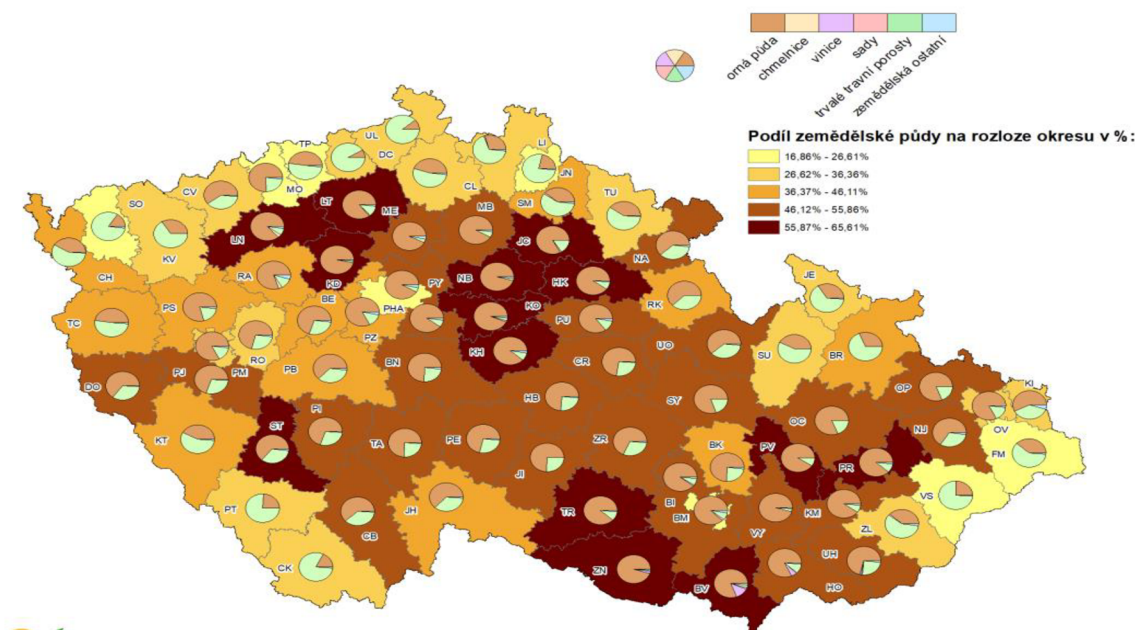 orná půda
chmelnice
vinice
sady
trvalé travní porosty
zemědělská ostatní
Podíl zemědělské půdy na rozloze okresu v %:
16,86% - 26,61%
26,62% - 36,36%
36,37% - 46,11%
46,12% - 55,86%
55,87% - 65,61%
UL
TP
DC
LI
MO
SO
CV
LT
CL
JN
ME
MB
SM
TU
LN
JC
KV
NA
RA
KD
PY
NB
HK
CH
JE
BE
PHA
KO
RK
PS
TC
PZ
PU
KH
RO
BN
CR
UO
SU
BR
DO
PJ
PM
PB
OP
KI
HB
SY
PI
OC
OV
KT
ST
TA
PE
ZR
BK
PV
NJ
FM
JI
PR
BI
VS
PT
JH
TR
BM
KM
ZL
CB
VY
CK
ZN
UH
BV
HO